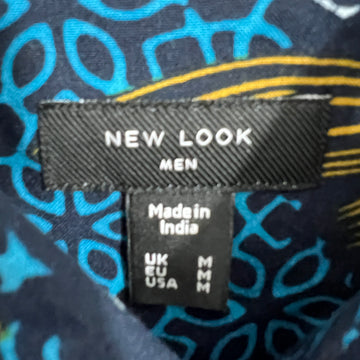 NEW LOOK
MEN
Made in
India
UK M
EU M
USA M